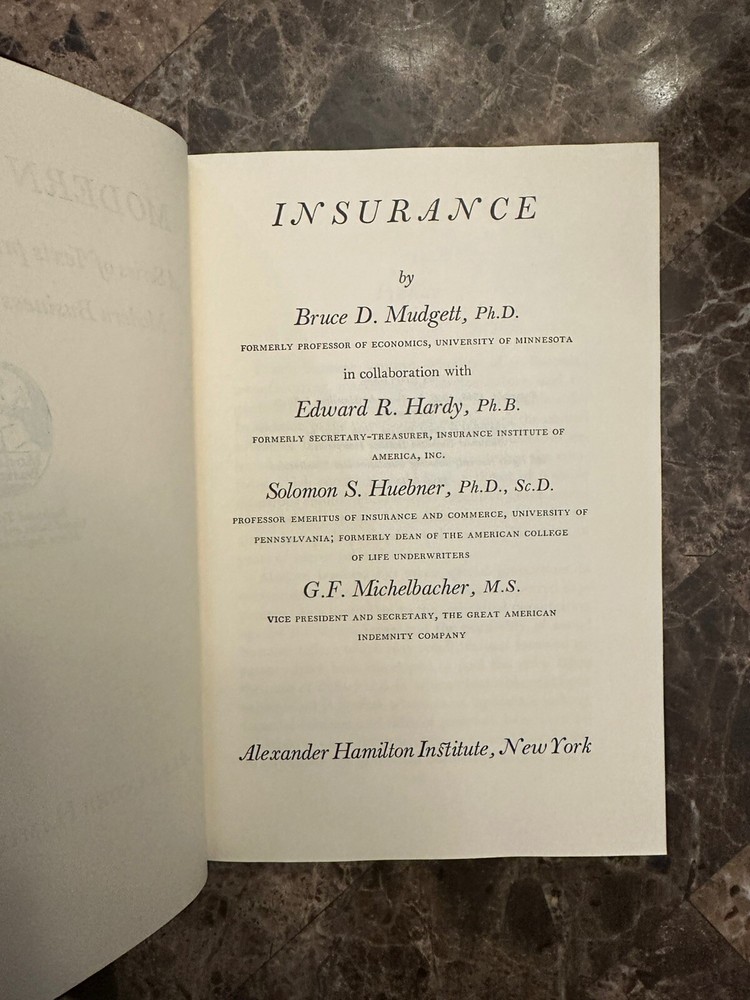 INSURANCE
by
Bruce D. Mudgett, Ph.D.
FORMERLY PROFESSOR OF ECONOMICS, UNIVERSITY OF MINNESOTA
in collaboration with
Edward R. Hardy, Ph.B.
FORMERLY SECRETARY-TREASURER, INSURANCE INSTITUTE OF
AMERICA, INC.
Solomon S. Huebner, Ph.D., Sc.D.
PROFESSOR EMERITUS OF INSURANCE AND COMMERCE, UNIVERSITY OF
PENNSYLVANIA; FORMERLY DEAN OF THE AMERICAN COLLEGE
OF LIFE UNDERWRITERS
G.F. Michelbacher, M.S.
VICE PRESIDENT AND SECRETARY, THE GREAT AMERICAN
INDEMNITY COMPANY
Alexander Hamilton Institute, New York